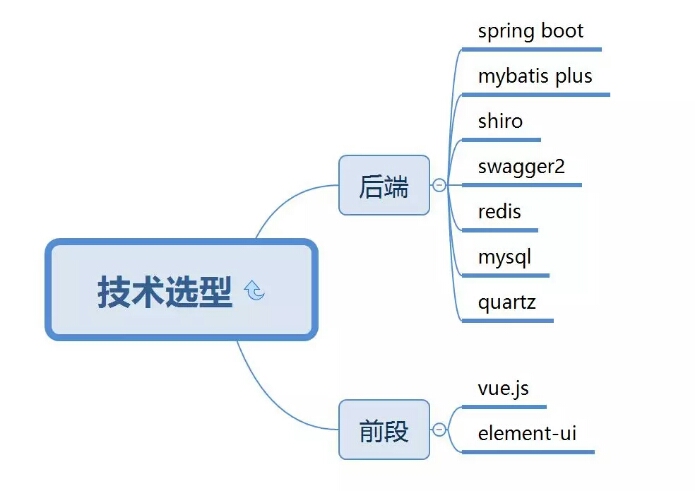 技术选型
后端
spring boot
mybatis plus
shiro
swagger2
redis
mysql
quartz
前段
vue.js
element-ui